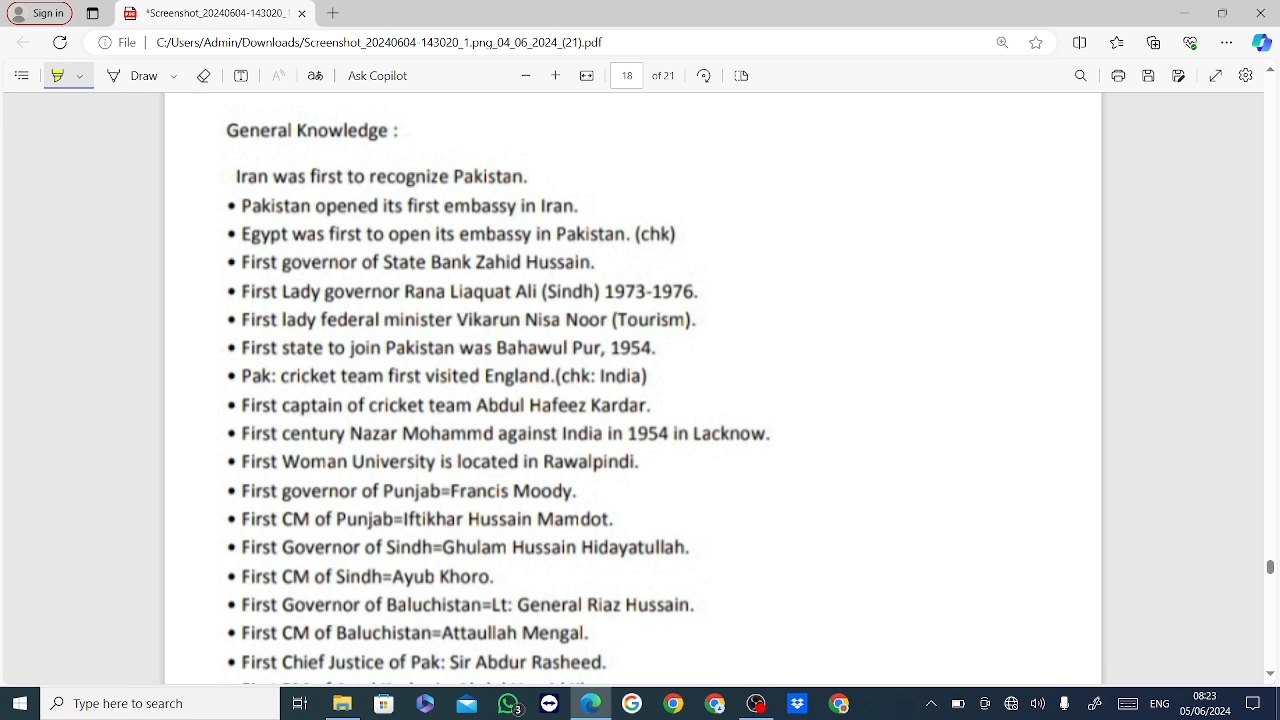 Sign in
*Screenshot_20240604-143020_1
File
C:/Users/Admin/Downloads/Screenshot_20240604-143020_1.png_04_06_2024_(21).pdf
Draw
Ask Copilot
18 of 21
General Knowledge :
Iran was first to recognize Pakistan.
• Pakistan opened its first embassy in Iran.
• Egypt was first to open its embassy in Pakistan. (chk)
• First governor of State Bank Zahid Hussain.
• First Lady governor Rana Liaquat Ali (Sindh) 1973-1976.
• First lady federal minister Vikarun Nisa Noor (Tourism).
• First state to join Pakistan was Bahawul Pur, 1954.
• Pak: cricket team first visited England.(chk: India)
• First captain of cricket team Abdul Hafeez Kardar.
• First century Nazar Mohammd against India in 1954 in Lacknow.
• First Woman University is located in Rawalpindi.
• First governor of Punjab=Francis Moody.
• First CM of Punjab=Iftikhar Hussain Mamdot.
• First Governor of Sindh=Ghulam Hussain Hidayatullah.
• First CM of Sindh=Ayub Khoro.
• First Governor of Baluchistan=Lt: General Riaz Hussain.
• First CM of Baluchistan=Attaullah Mengal.
• First Chief Justice of Pak: Sir Abdur Rasheed.
Type here to search
3
ENG
08:23
05/06/2024